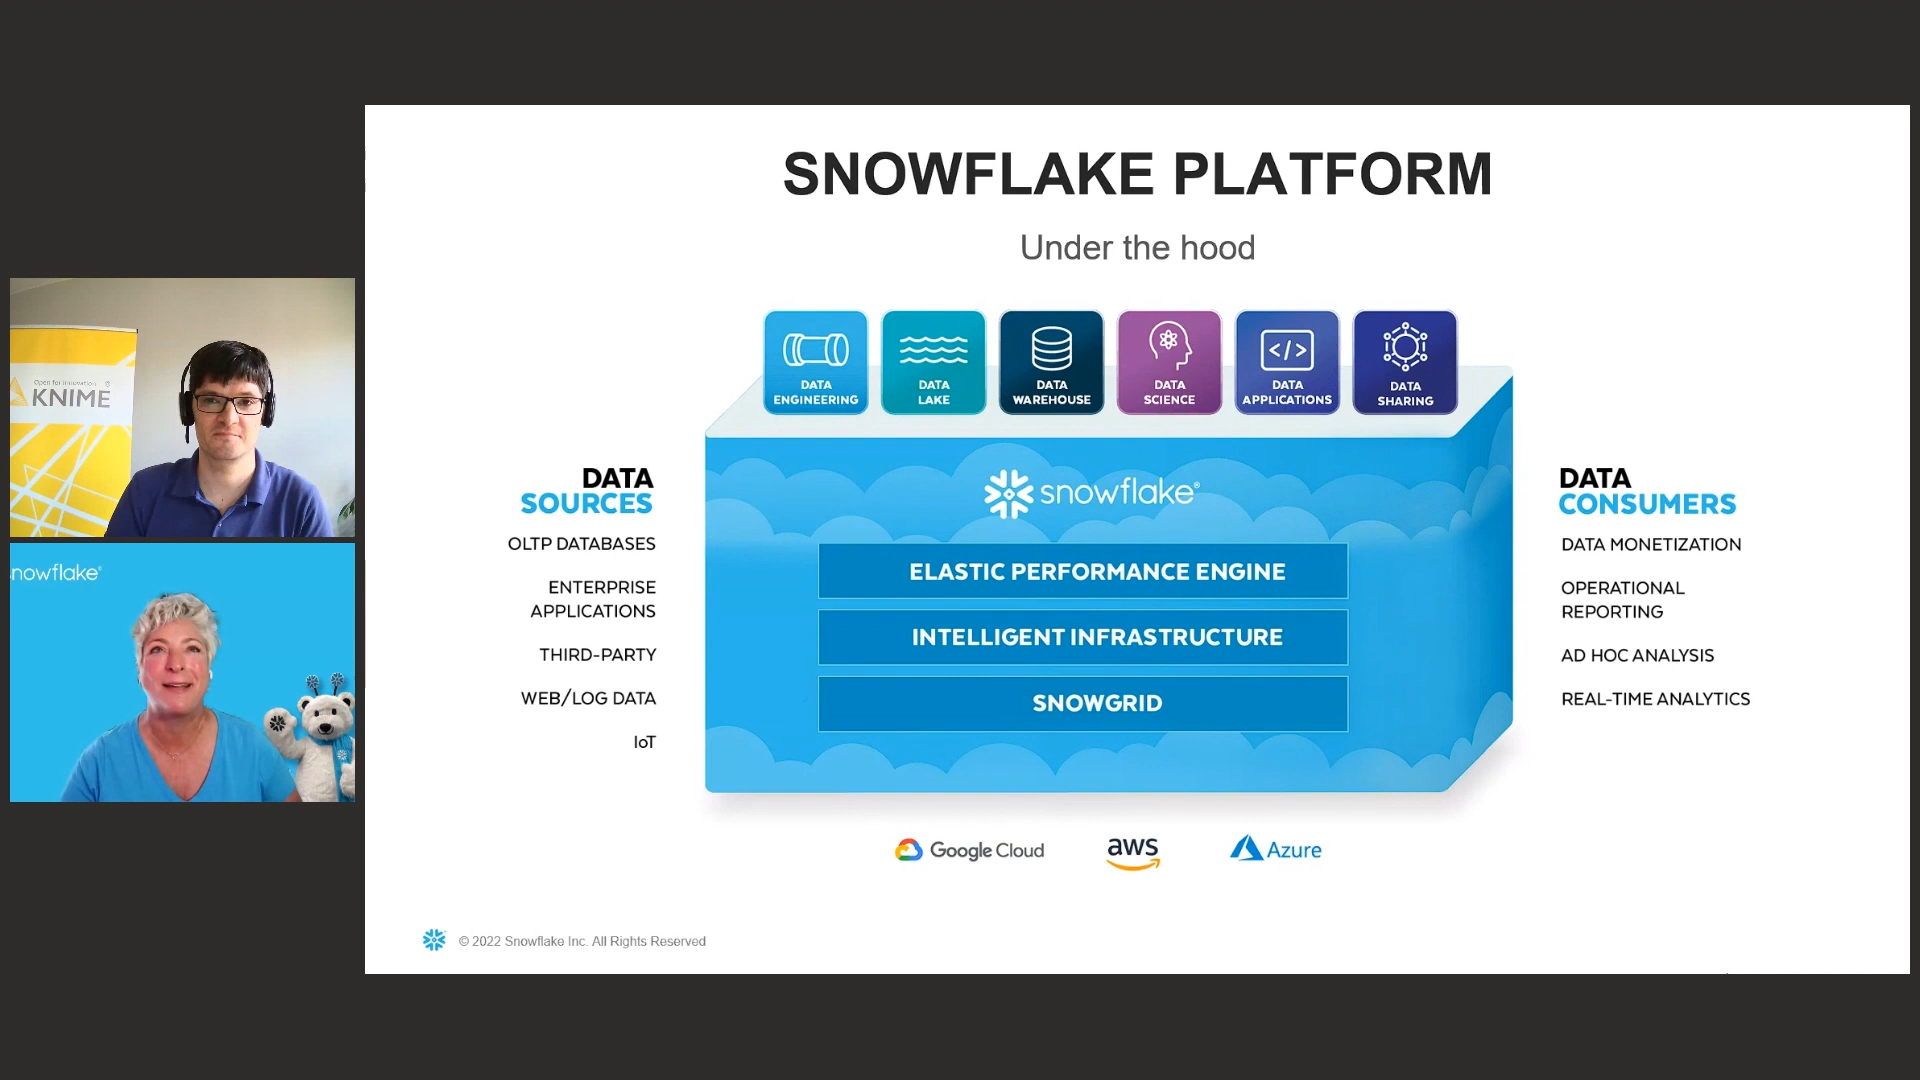 SNOWFLAKE PLATFORM
Under the hood
DATA
ENGINEERING
DATA
LAKE
DATA
WAREHOUSE
DATA
SCIENCE
DATA
APPLICATIONS
DATA
SHARING
DATA
SOURCES
OLTP DATABASES
ENTERPRISE
APPLICATIONS
THIRD-PARTY
WEB/LOG DATA
IoT
snowflake®
ELASTIC PERFORMANCE ENGINE
INTELLIGENT INFRASTRUCTURE
SNOWGRID
DATA
CONSUMERS
DATA MONETIZATION
OPERATIONAL
REPORTING
AD HOC ANALYSIS
REAL-TIME ANALYTICS
Google Cloud
aws
Azure
© 2022 Snowflake Inc. All Rights Reserved
Open for Innovation ®
KNIME
nowflake®